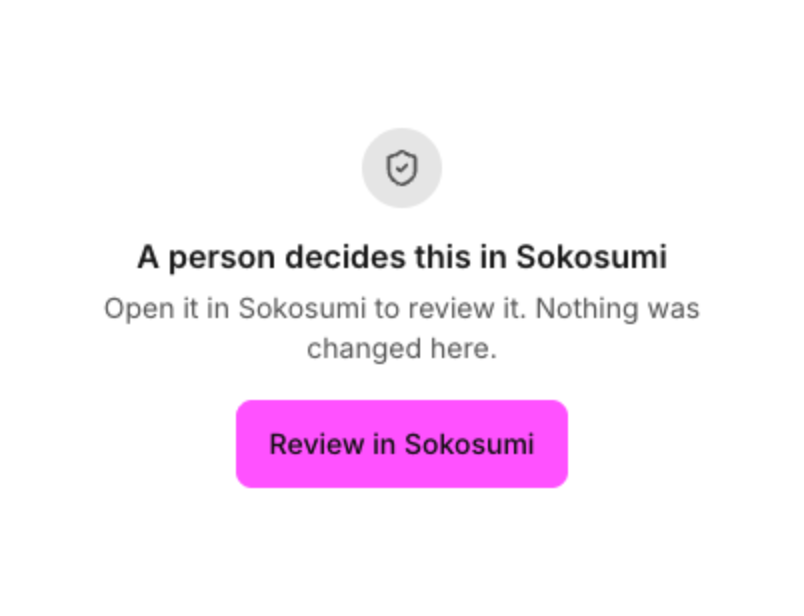 A person decides this in Sokosumi
Open it in Sokosumi to review it. Nothing was
changed here.
Review in Sokosumi